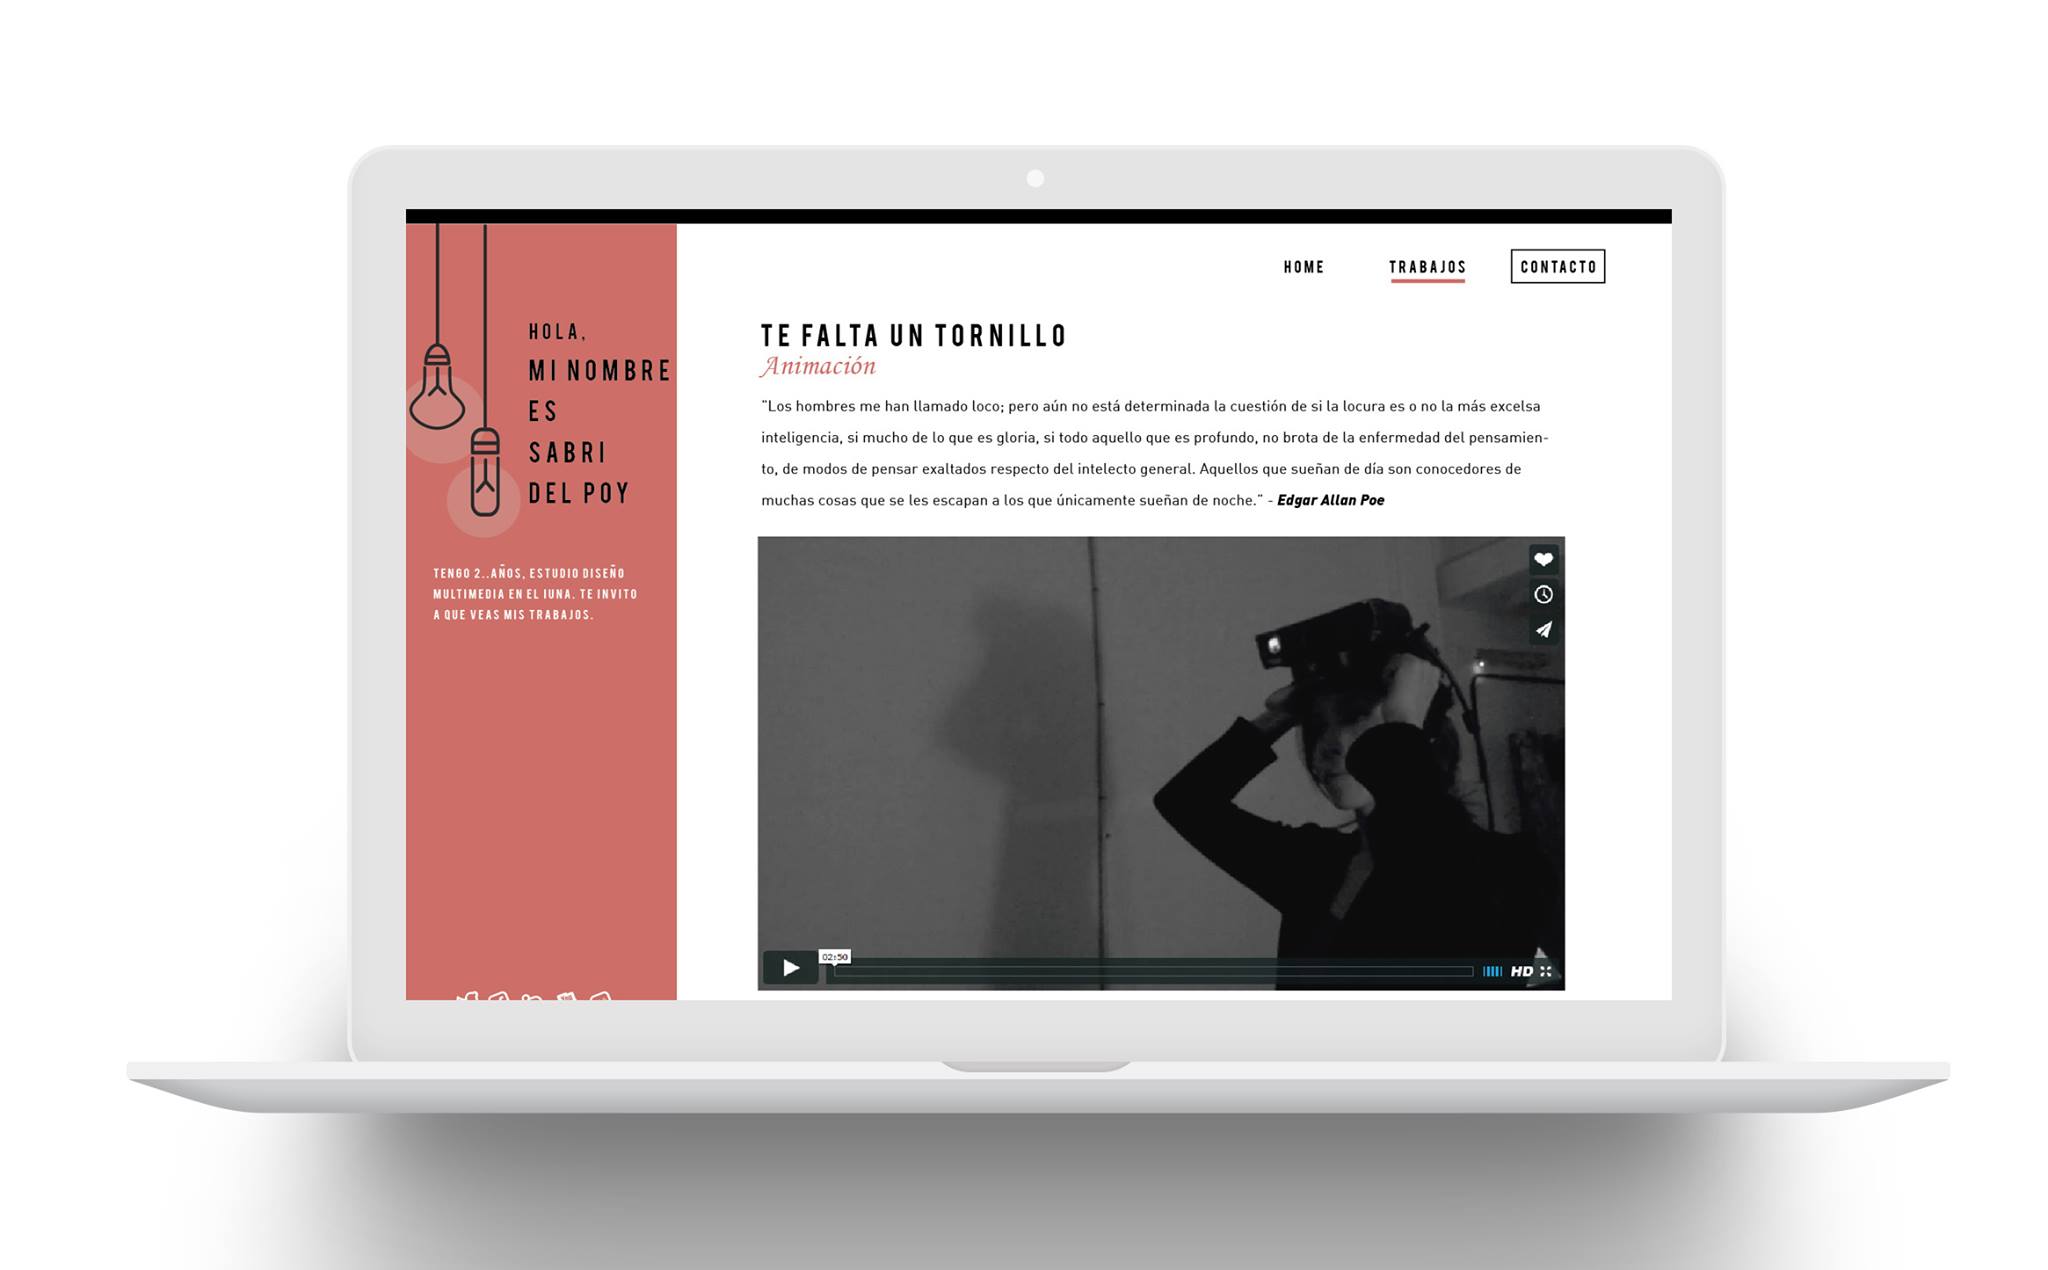 HOME
TRABAJOS
CONTACTO
HOLA,
MI NOMBRE
ES
SABRI
DEL POY
TENGO 2..AÑOS, ESTUDIO DISEÑO
MULTIMEDIA EN EL IUNA. TE INVITO
A QUE VEAS MIS TRABAJOS.
TE FALTA UN TORNILLO
Animación
"Los hombres me han llamado loco; pero aún no está determinada la cuestión de si la locura es o no la más excelsa
inteligencia, si mucho de lo que es gloria, si todo aquello que es profundo, no brota de la enfermedad del pensamien-
to, de modos de pensar exaltados respecto del intelecto general. Aquellos que sueñan de día son conocedores de
muchas cosas que se les escapan a los que únicamente sueñan de noche." - Edgar Allan Poe
02:50
HD